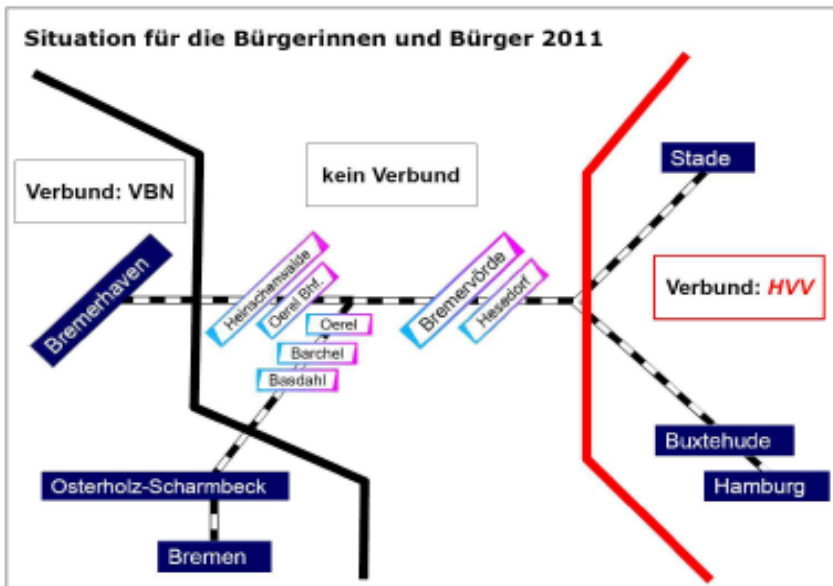 Situation für die Bürgerinnen und Bürger 2011
Verbund: VBN
kein Verbund
Stade
Verbund: HVV
Bremerhaven
Heinschenwalde
Oerel Bhf.
Oerel
Barchel
Basdahl
Bremervörde
Hesedorf
Buxtehude
Hamburg
Osterholz-Scharmbeck
Bremen